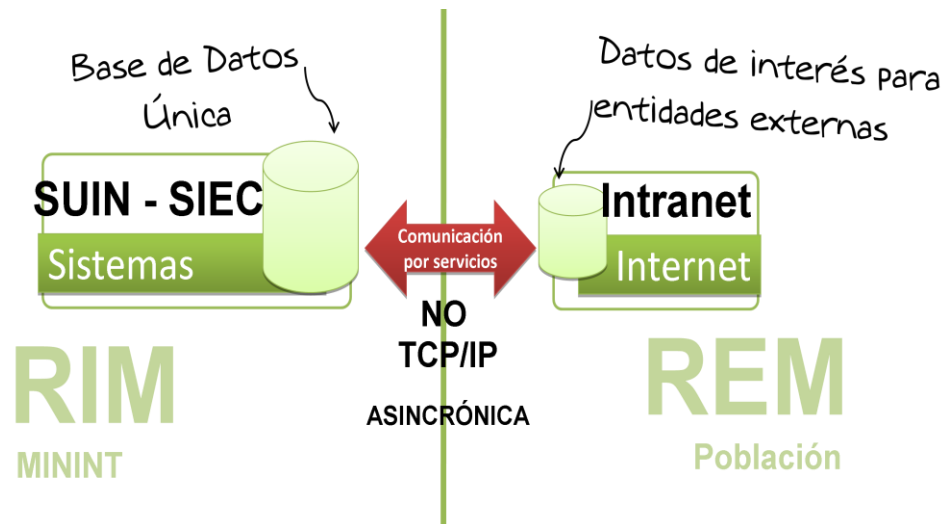 Base de Datos
Única
SUIN - SIEC
Sistemas
RIM
MININT
Comunicación
por servicios
NO
TCP/IP
ASINCRÓNICA
Datos de interés para
entidades externas
Intranet
Internet
REM
Población